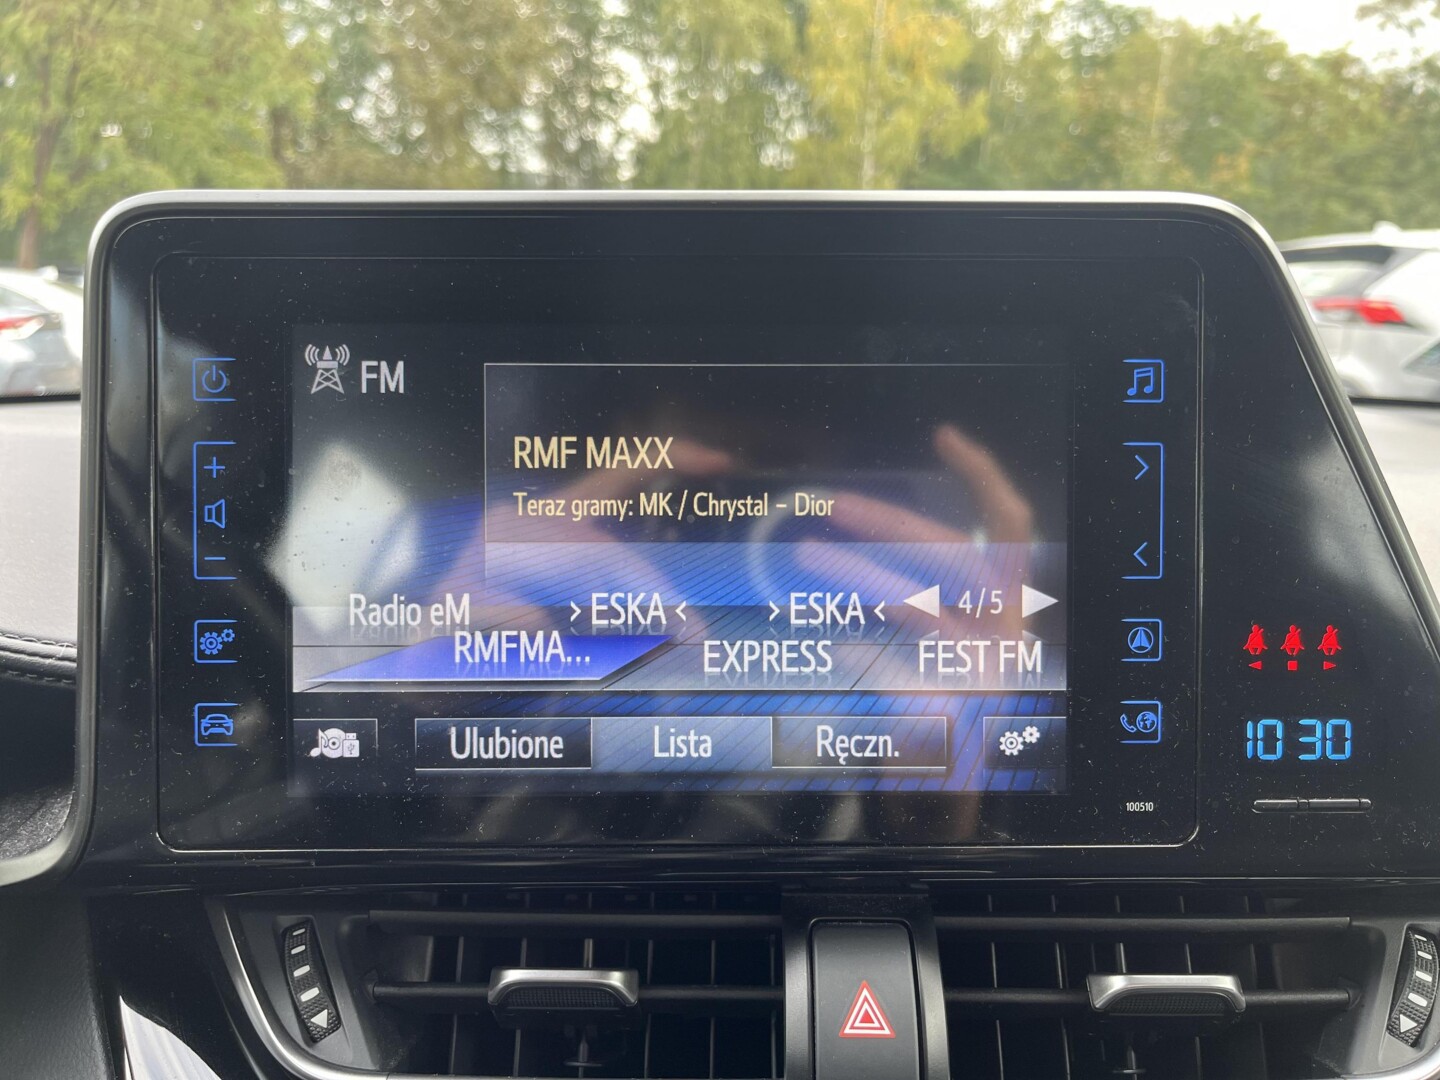 FM
RMF MAXX
Teraz gramy: MK / Chrystal - Dior
4/5
Radio eM
›ESKA‹
›ESKA‹
RMFMA...
EXPRESS
FEST FM
Ulubione
Lista
Ręczn.
10 30
100510